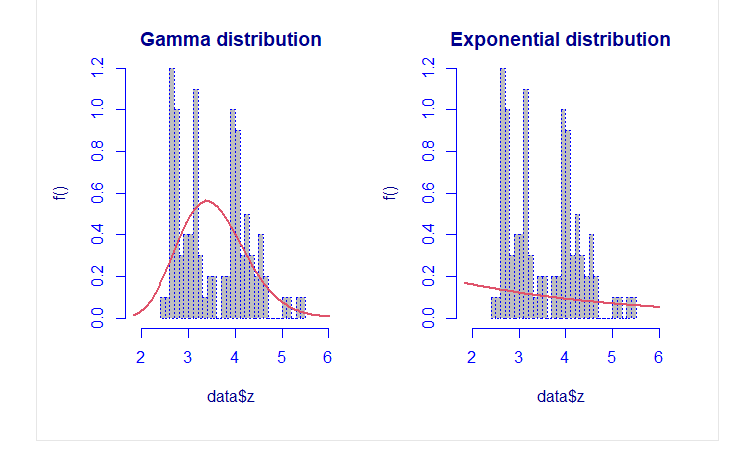 Gamma distribution
f()
0.0 0.2 0.4 0.6 0.8 1.0 1.2
2 3 4 5 6
data$z
Exponential distribution
f()
0.0 0.2 0.4 0.6 0.8 1.0 1.2
2 3 4 5 6
data$z